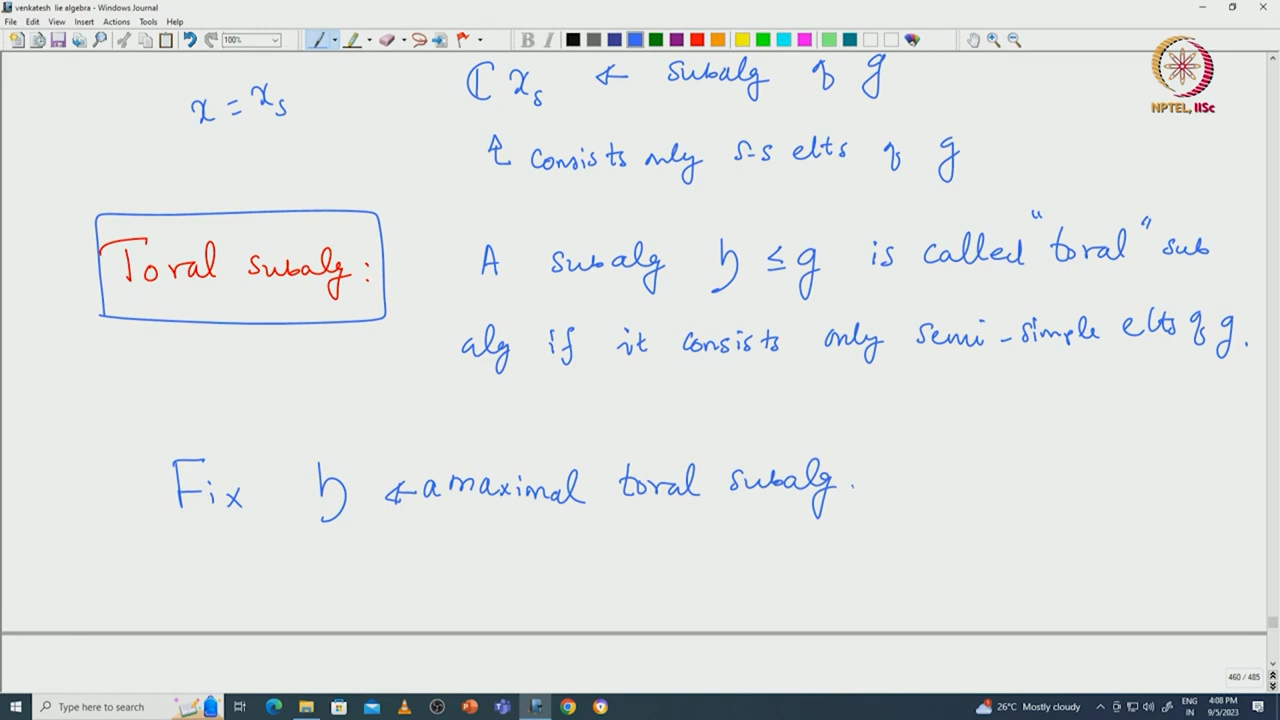 venkatesh lie algebra - Windows Journal
File Edit View Insert Actions Tools Help
100%
B I
NPTEL, IISc
ℂ x_s ← subalg of g
x = x_s
↑ consists only s-s elts of g
Toral subalg:
A subalg h ≤ g is called "toral" sub
alg if it consists only semi-simple elts of g.
Fix h ← a maximal toral subalg.
460 / 485
Type here to search
26°C Mostly cloudy
ENG
IN
4:08 PM
9/5/2023